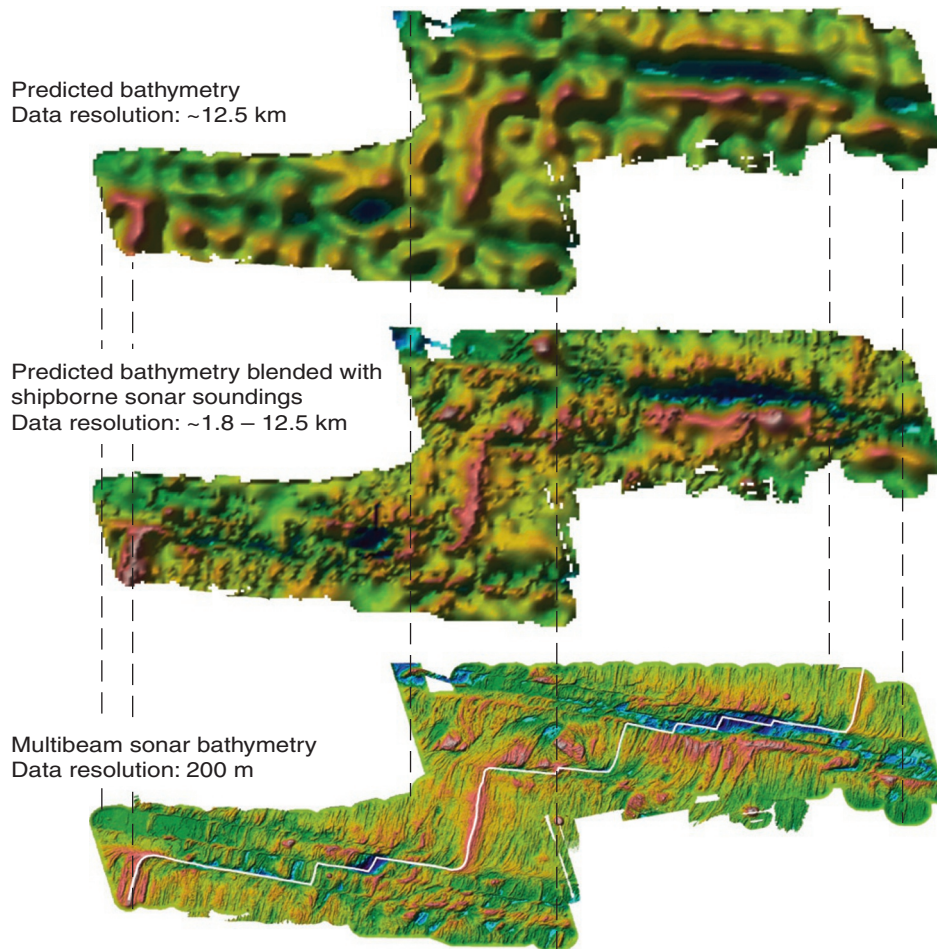 Predicted bathymetry
Data resolution: ~12.5 km
Predicted bathymetry blended with
shipborne sonar soundings
Data resolution: ~1.8 – 12.5 km
Multibeam sonar bathymetry
Data resolution: 200 m